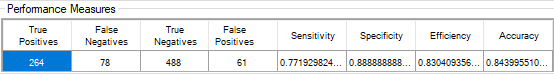 Performance Measures
True Positives False Negatives True Negatives False Positives Sensitivity Specificity Efficiency Accuracy
264 78 488 61 0.771929824... 0.888888888... 0.830409356... 0.843995510...